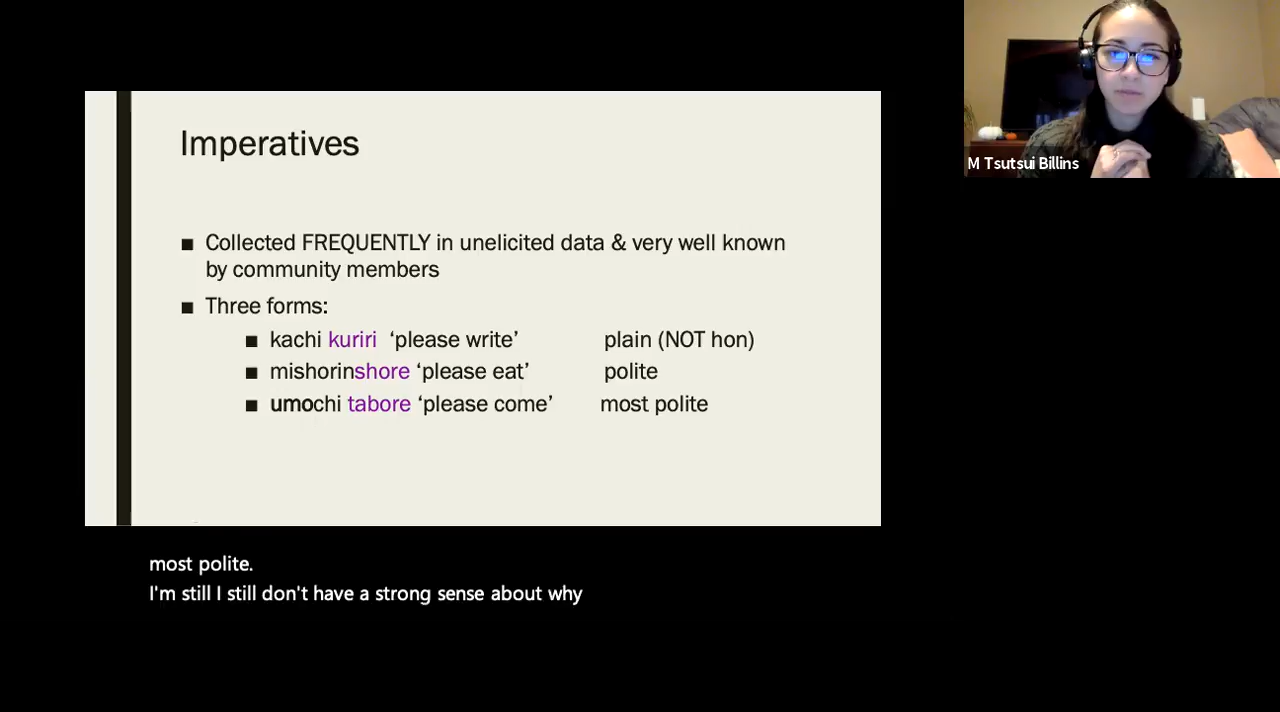 Imperatives
■ Collected FREQUENTLY in unelicited data & very well known
by community members
■ Three forms:
■ kachi kuriri ‘please write’ plain (NOT hon)
■ mishorinshore ‘please eat’ polite
■ umochi tabore ‘please come’ most polite
M Tsutsui Billins
most polite.
I'm still I still don't have a strong sense about why